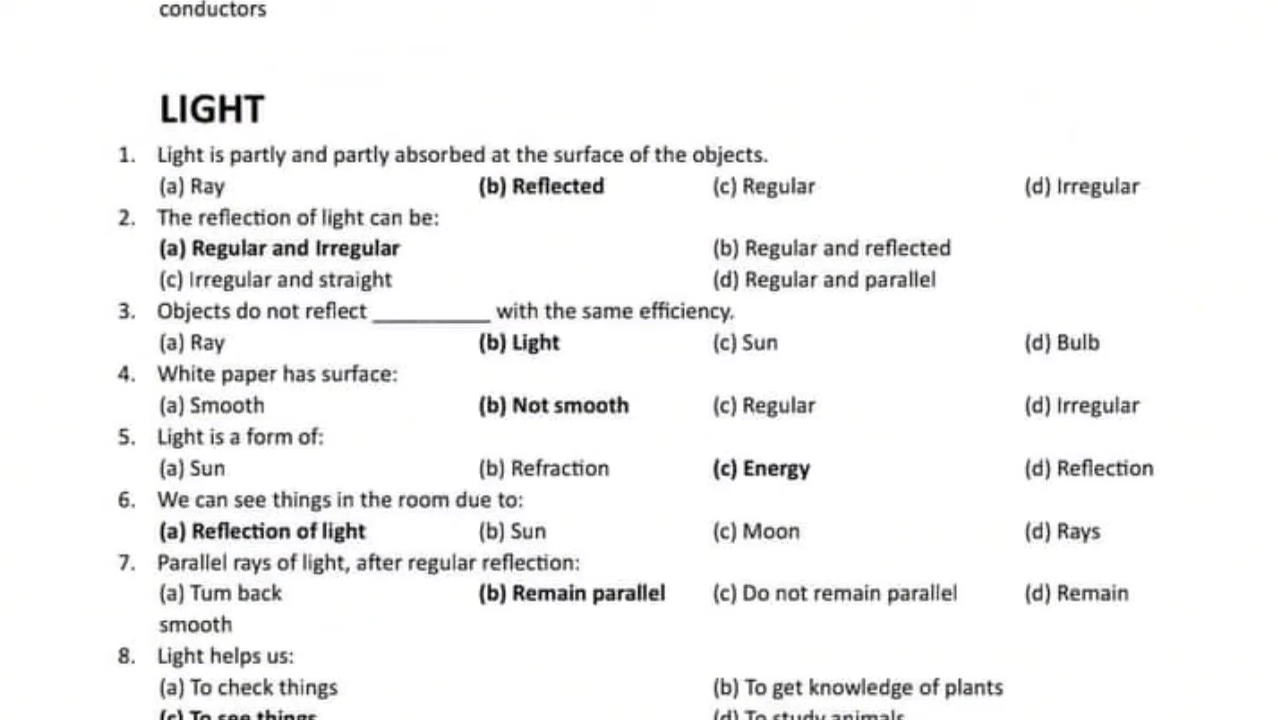 conductors
LIGHT
1. Light is partly and partly absorbed at the surface of the objects.
(a) Ray (b) Reflected (c) Regular (d) Irregular
2. The reflection of light can be:
(a) Regular and Irregular (b) Regular and reflected
(c) Irregular and straight (d) Regular and parallel
3. Objects do not reflect __________ with the same efficiency.
(a) Ray (b) Light (c) Sun (d) Bulb
4. White paper has surface:
(a) Smooth (b) Not smooth (c) Regular (d) Irregular
5. Light is a form of:
(a) Sun (b) Refraction (c) Energy (d) Reflection
6. We can see things in the room due to:
(a) Reflection of light (b) Sun (c) Moon (d) Rays
7. Parallel rays of light, after regular reflection:
(a) Tum back (b) Remain parallel (c) Do not remain parallel (d) Remain
smooth
8. Light helps us:
(a) To check things (b) To get knowledge of plants
(c) To see things (d) To study animals